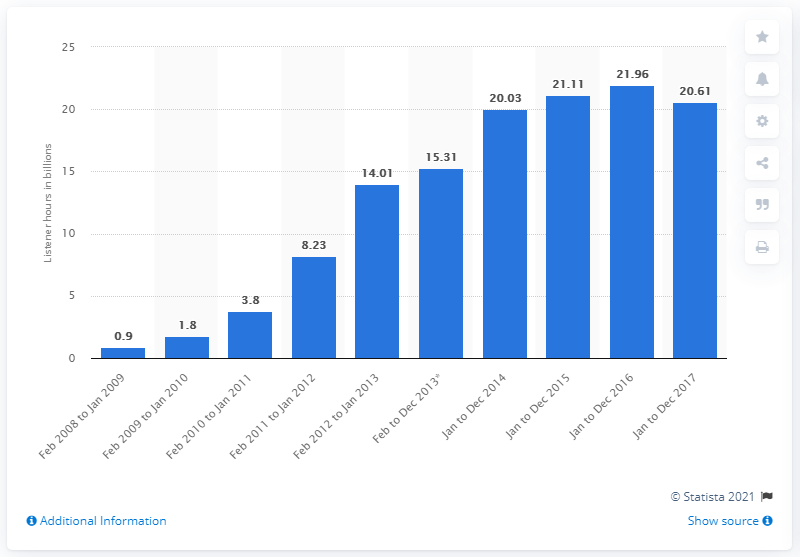 Listener hours in billions
25
20
15
10
5
0
0.9
1.8
3.8
8.23
14.01
15.31
20.03
21.11
21.96
20.61
Feb 2008 to Jan 2009
Feb 2009 to Jan 2010
Feb 2010 to Jan 2011
Feb 2011 to Jan 2012
Feb 2012 to Jan 2013
Feb to Dec 2013*
Jan to Dec 2014
Jan to Dec 2015
Jan to Dec 2016
Jan to Dec 2017
© Statista 2021
Additional Information
Show source